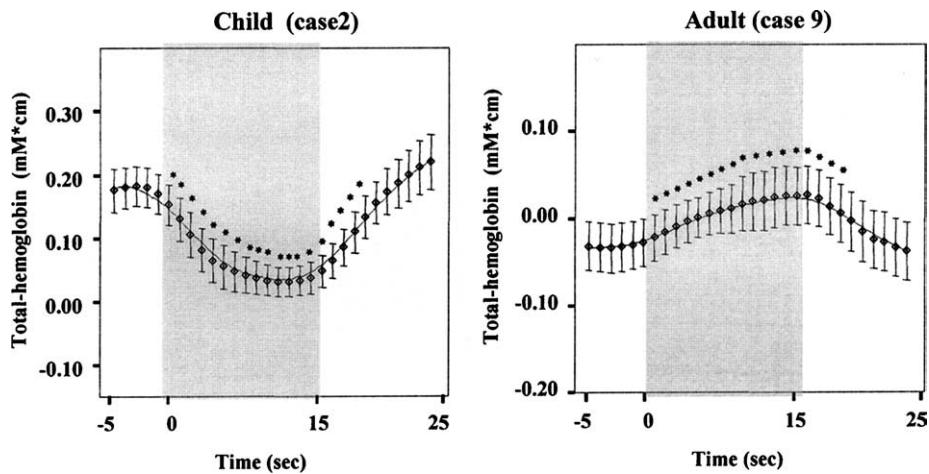 Child (case2)
Total-hemoglobin (mM*cm)
0.30
0.20
0.10
0.00
-0.10
-5
0
15
25
Time (sec)
Adult (case 9)
Total-hemoglobin (mM*cm)
0.10
0.00
-0.10
-0.20
-5
0
15
25
Time (sec)